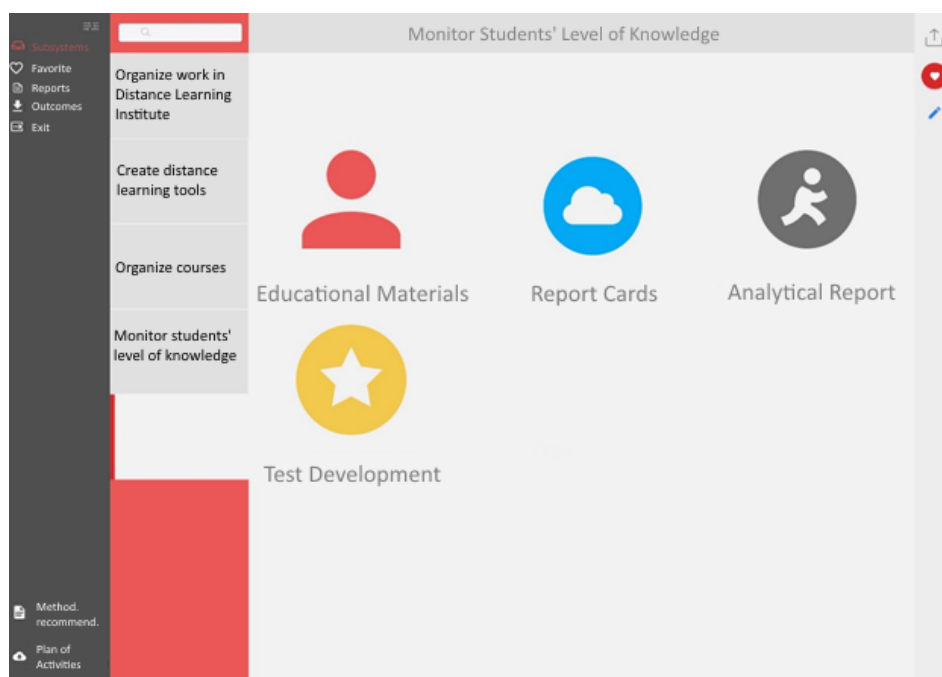 Subsystems
Favorite
Reports
Outcomes
Exit
Method.
recommend.
Plan of
Activities
Organize work in
Distance Learning
Institute
Create distance
learning tools
Organize courses
Monitor students'
level of knowledge
Monitor Students' Level of Knowledge
Educational Materials
Report Cards
Analytical Report
Test Development